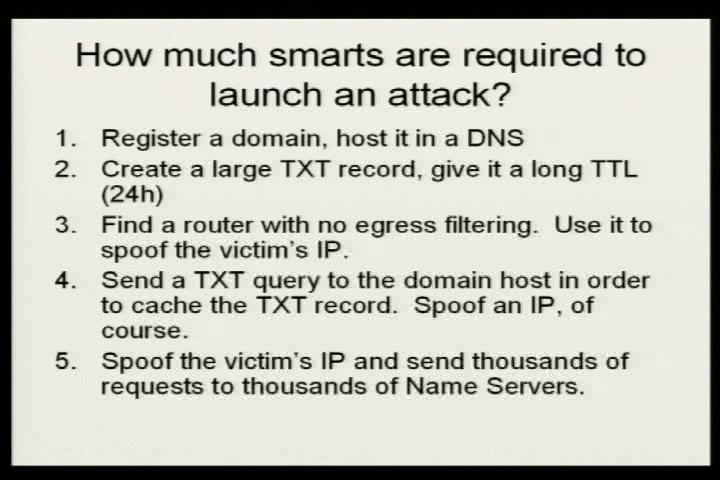 How much smarts are required to
launch an attack?
1. Register a domain, host it in a DNS
2. Create a large TXT record, give it a long TTL
(24h)
3. Find a router with no egress filtering. Use it to
spoof the victim's IP.
4. Send a TXT query to the domain host in order
to cache the TXT record. Spoof an IP, of
course.
5. Spoof the victim's IP and send thousands of
requests to thousands of Name Servers.